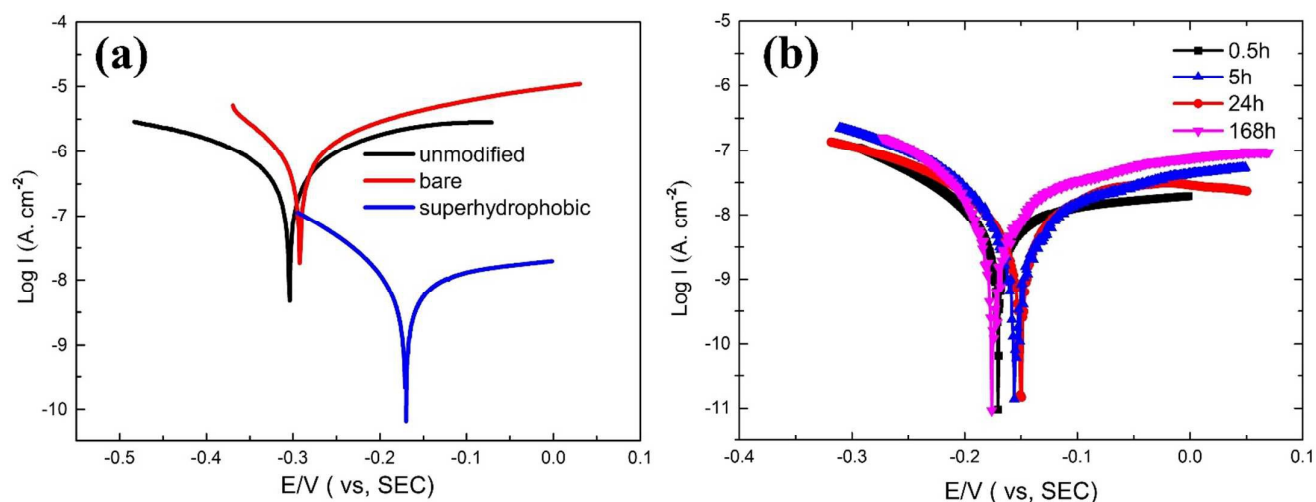 (a)
-4
-5
-6
-7
-8
-9
-10
Log I (A. cm-2)
unmodified
bare
superhydrophobic
-0.5 -0.4 -0.3 -0.2 -0.1 0.0 0.1
E/V ( vs, SEC)
(b)
-5
-6
-7
-8
-9
-10
-11
Log I (A. cm-2)
0.5h
5h
24h
168h
-0.4 -0.3 -0.2 -0.1 0.0 0.1
E/V ( vs, SEC)